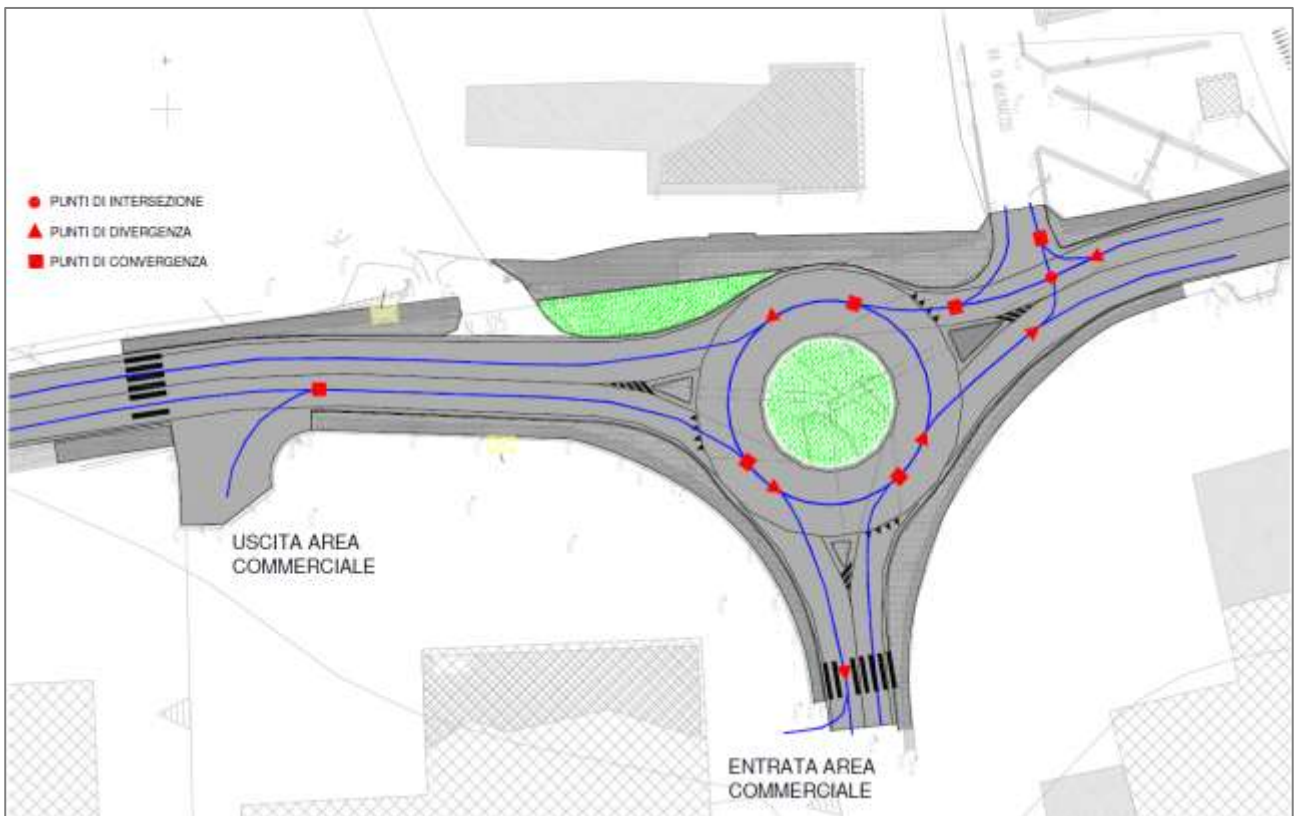 PUNTI DI INTERSEZIONE
PUNTI DI DIVERGENZA
PUNTI DI CONVERGENZA
USCITA AREA
COMMERCIALE
ENTRATA AREA
COMMERCIALE